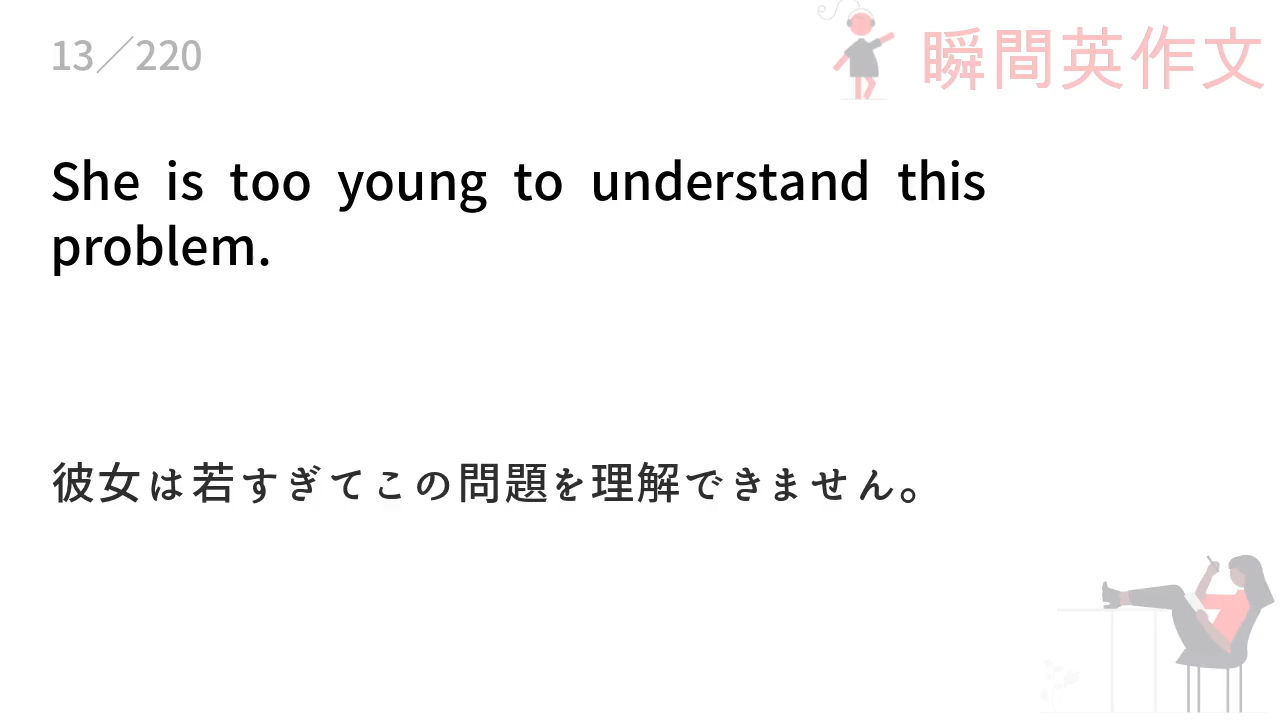 13／220
瞬間英作文
She is too young to understand this
problem.
彼女は若すぎてこの問題を理解できません。